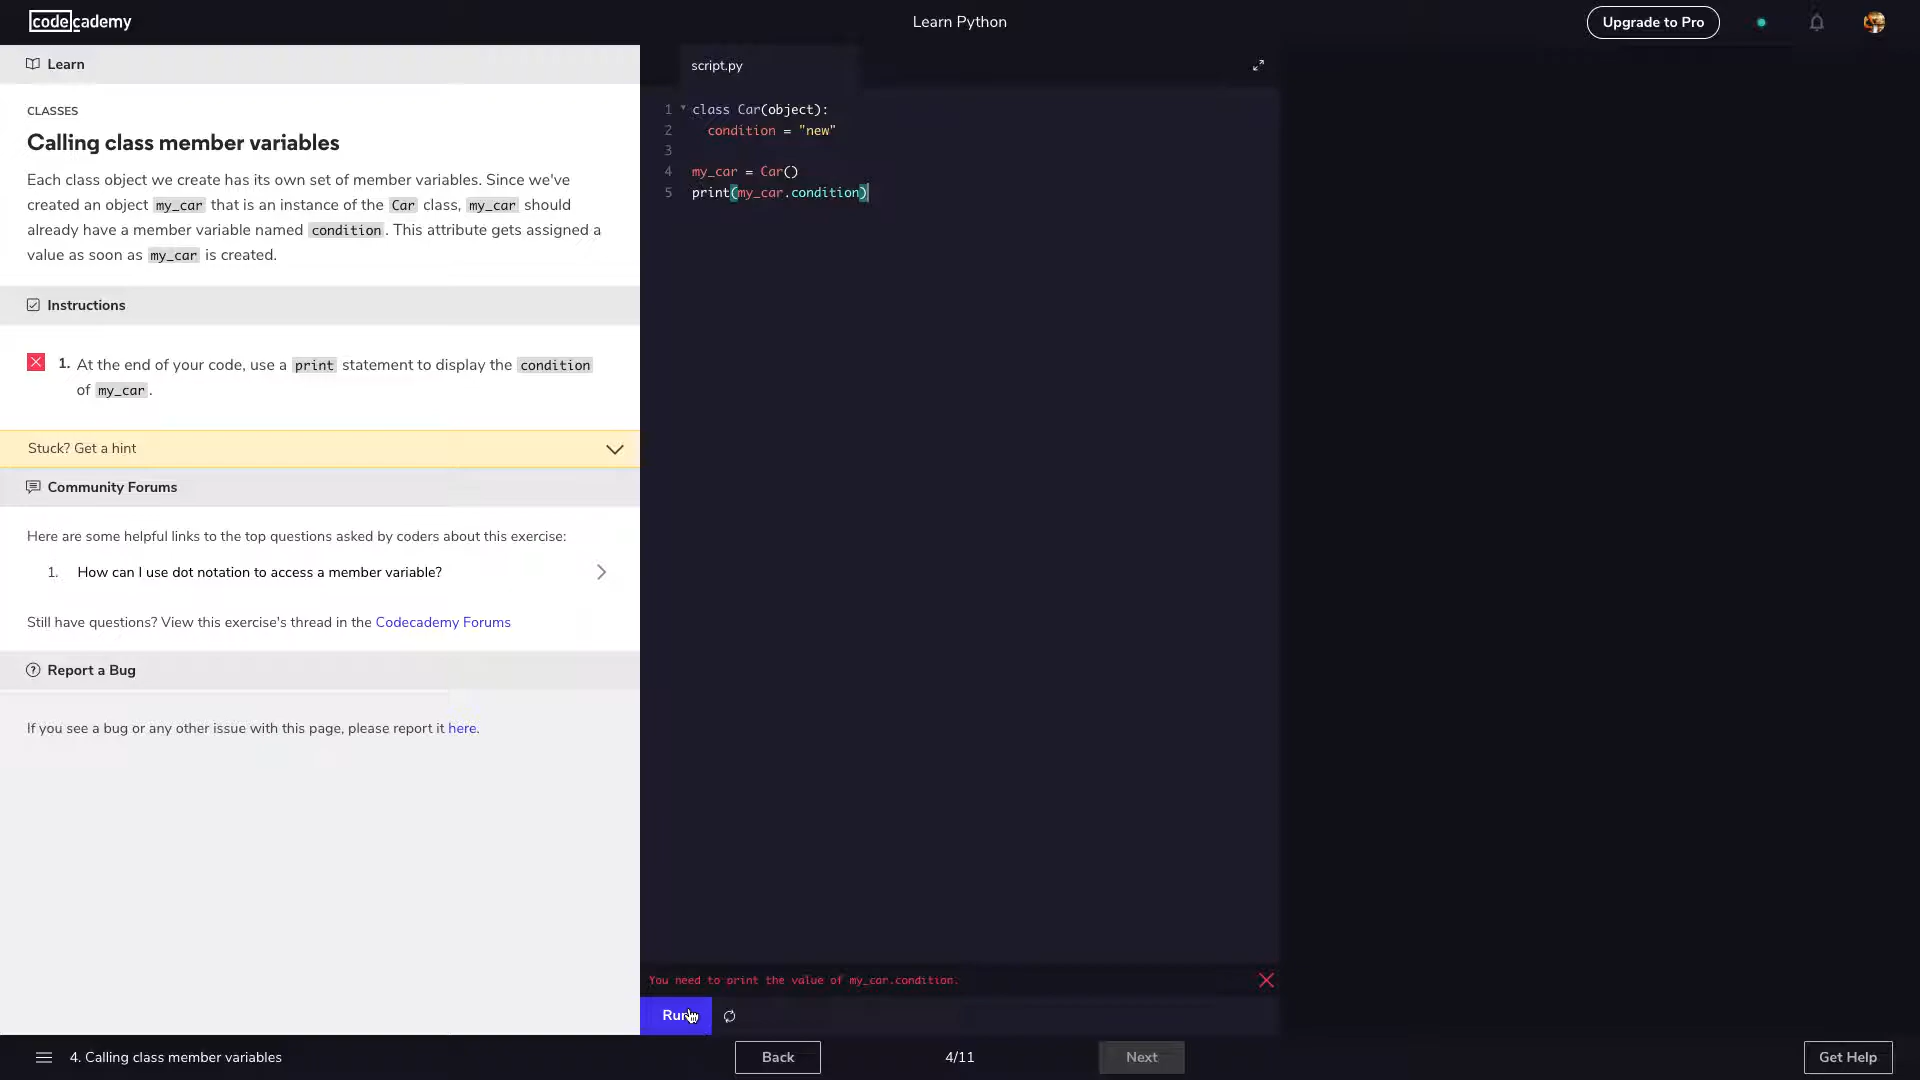 codecademy
Learn Python
Upgrade to Pro
Learn
CLASSES
Calling class member variables
Each class object we create has its own set of member variables. Since we've
created an object my_car that is an instance of the Car class, my_car should
already have a member variable named condition. This attribute gets assigned a
value as soon as my_car is created.
Instructions
1. At the end of your code, use a print statement to display the condition
of my_car.
Stuck? Get a hint
Community Forums
Here are some helpful links to the top questions asked by coders about this exercise:
1. How can I use dot notation to access a member variable?
Still have questions? View this exercise's thread in the Codecademy Forums
Report a Bug
If you see a bug or any other issue with this page, please report it here.
script.py
1 class Car(object):
2 condition = "new"
3
4 my_car = Car()
5 print(my_car.condition)
You need to print the value of my_car.condition.
Run
4. Calling class member variables
Back
4/11
Next
Get Help